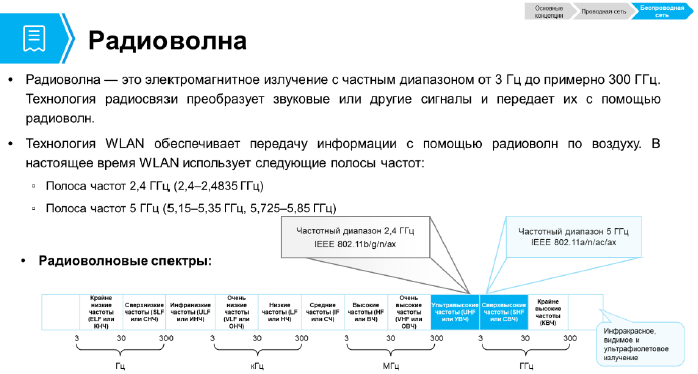 Основные
концепции
Проводная сеть
Беспроводная
сеть
Радиоволна
• Радиоволна — это электромагнитное излучение с частным диапазоном от 3 Гц до примерно 300 ГГц.
Технология радиосвязи преобразует звуковые или другие сигналы и передает их с помощью
радиоволн.
• Технология WLAN обеспечивает передачу информации с помощью радиоволн по воздуху. В
настоящее время WLAN использует следующие полосы частот:
▫ Полоса частот 2,4 ГГц (2,4–2,4835 ГГц)
▫ Полоса частот 5 ГГц (5,15–5,35 ГГц, 5,725–5,85 ГГц)
Частотный диапазон 2,4 ГГц
IEEE 802.11b/g/n/ax
Частотный диапазон 5 ГГц
IEEE 802.11a/n/ac/ax
• Радиоволновые спектры:
Крайне
низкие
частоты
(ELF или
КНЧ)
Сверхнизкие
частоты (SLF
или СНЧ)
Инфранизкие
частоты (ULF
или ИНЧ)
Очень
низкие
частоты
(VLF или
ОНЧ)
Низкие
частоты (LF
или НЧ)
Средние
частоты (IF
или СЧ)
Высокие
частоты (HF
или ВЧ)
Очень
высокие
частоты
(VHF или
ОВЧ)
Ультравысокие
частоты (UHF
или УВЧ)
Сверхвысокие
частоты (SHF
или СВЧ)
Крайне
высокие
частоты
(КВЧ)
3 30 300 3 30 300 3 30 300 3 30 300
Гц кГц МГц ГГц
Инфракрасное,
видимое и
ультрафиолетовое
излучение